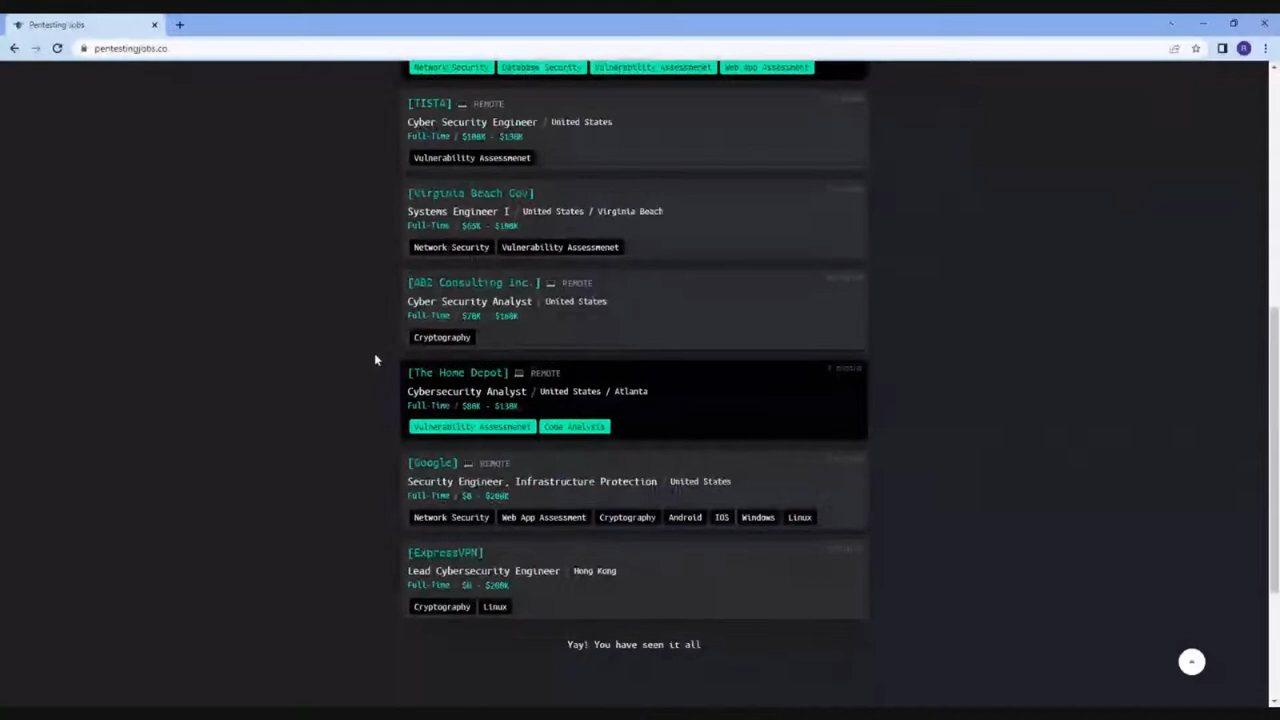 Pentesting Jobs
pentestingjobs.co
Network Security Database Security Vulnerability Assessmenet Web App Assessment
[TISTA] REMOTE
Cyber Security Engineer / United States
Full-Time / $100K - $130K
Vulnerability Assessmenet
[Virginia Beach Gov]
Systems Engineer I / United States / Virginia Beach
Full-Time / $65K - $100K
Network Security Vulnerability Assessmenet
[AB2 Consulting Inc.] REMOTE
Cyber Security Analyst / United States
Full-Time / $70K - $160K
Cryptography
[The Home Depot] REMOTE
Cybersecurity Analyst / United States / Atlanta
Full-Time / $80K - $130K
Vulnerability Assessmenet Code Analysis
[Google] REMOTE
Security Engineer, Infrastructure Protection / United States
Full-Time / $0 - $200K
Network Security Web App Assessment Cryptography Android IOS Windows Linux
[ExpressVPN]
Lead Cybersecurity Engineer / Hong Kong
Full-Time / $0 - $200K
Cryptography Linux
Yay! You have seen it all